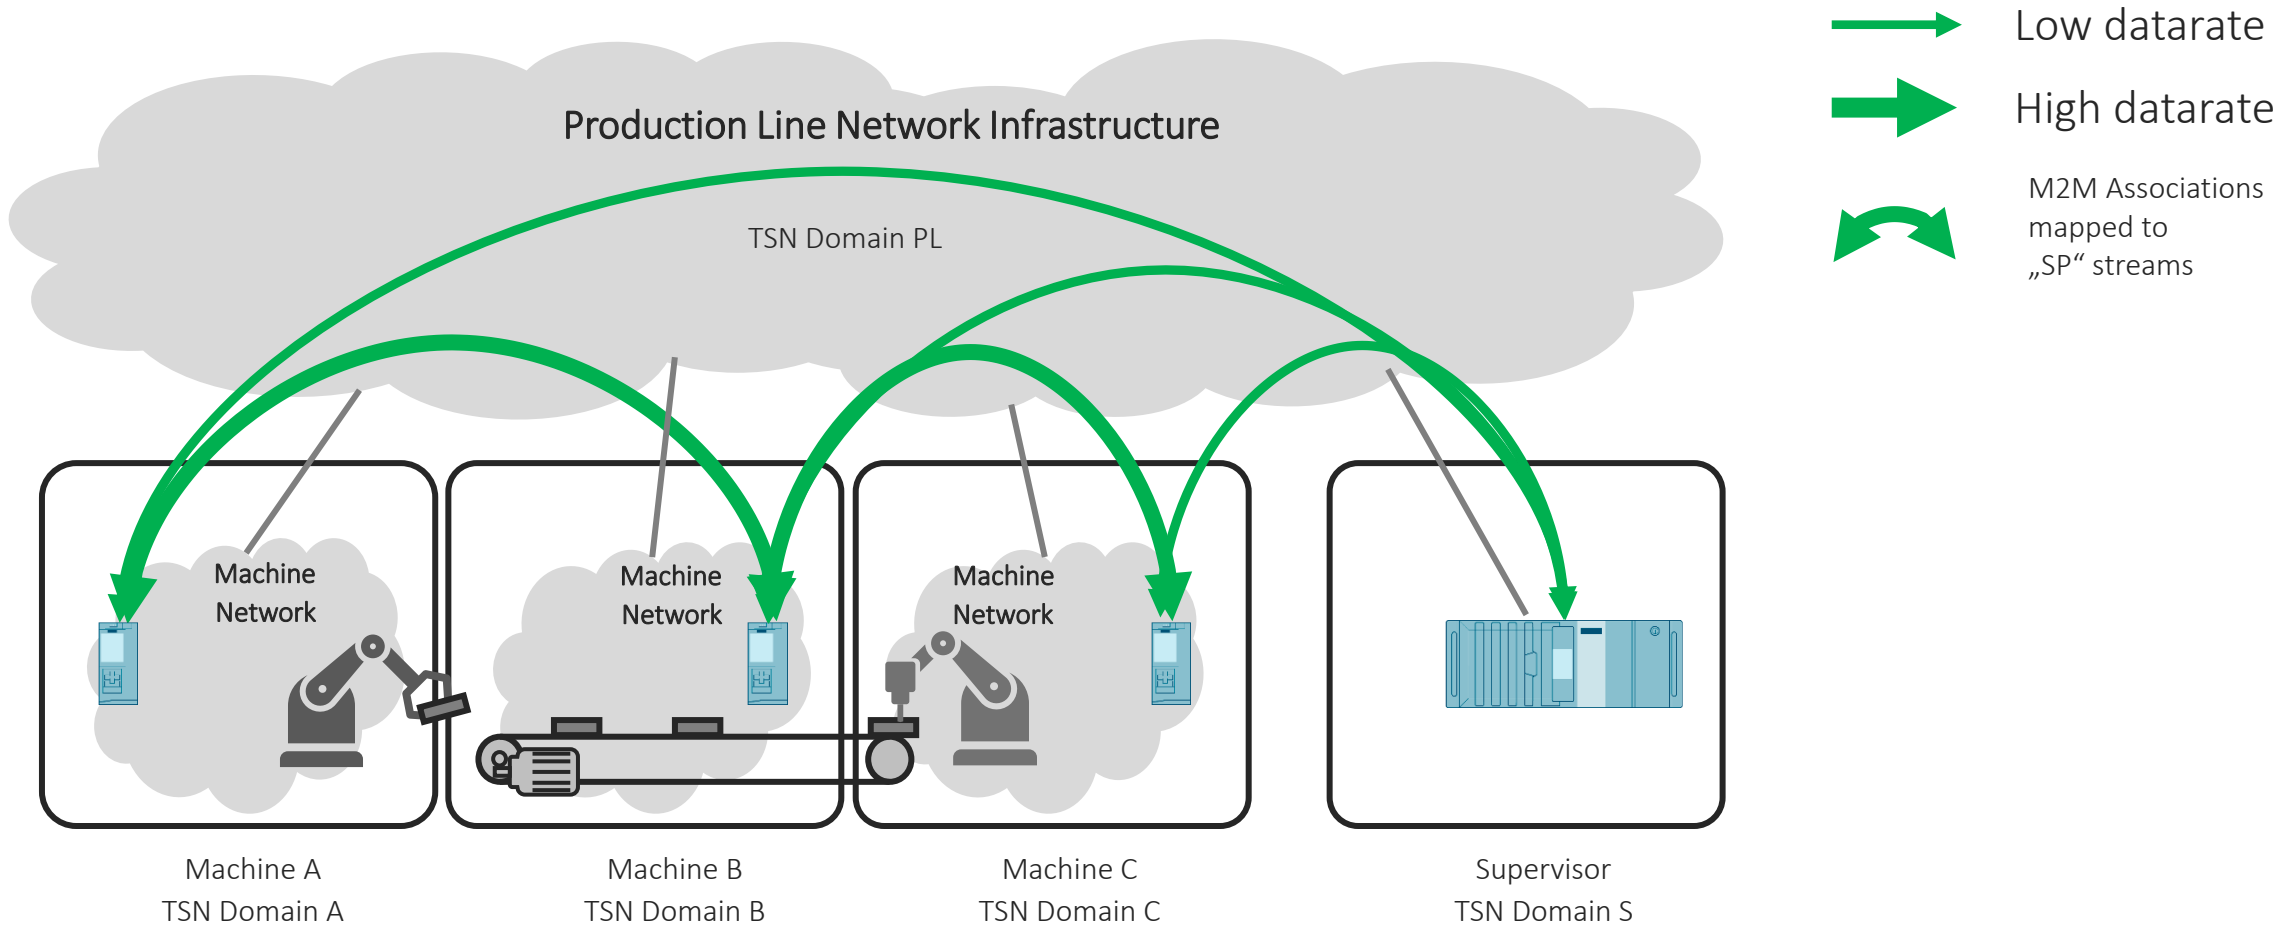 Low datarate
High datarate
M2M Associations
mapped to
„SP“ streams
Production Line Network Infrastructure
TSN Domain PL
Machine
Network
Machine
Network
Machine
Network
Machine A
TSN Domain A
Machine B
TSN Domain B
Machine C
TSN Domain C
Supervisor
TSN Domain S